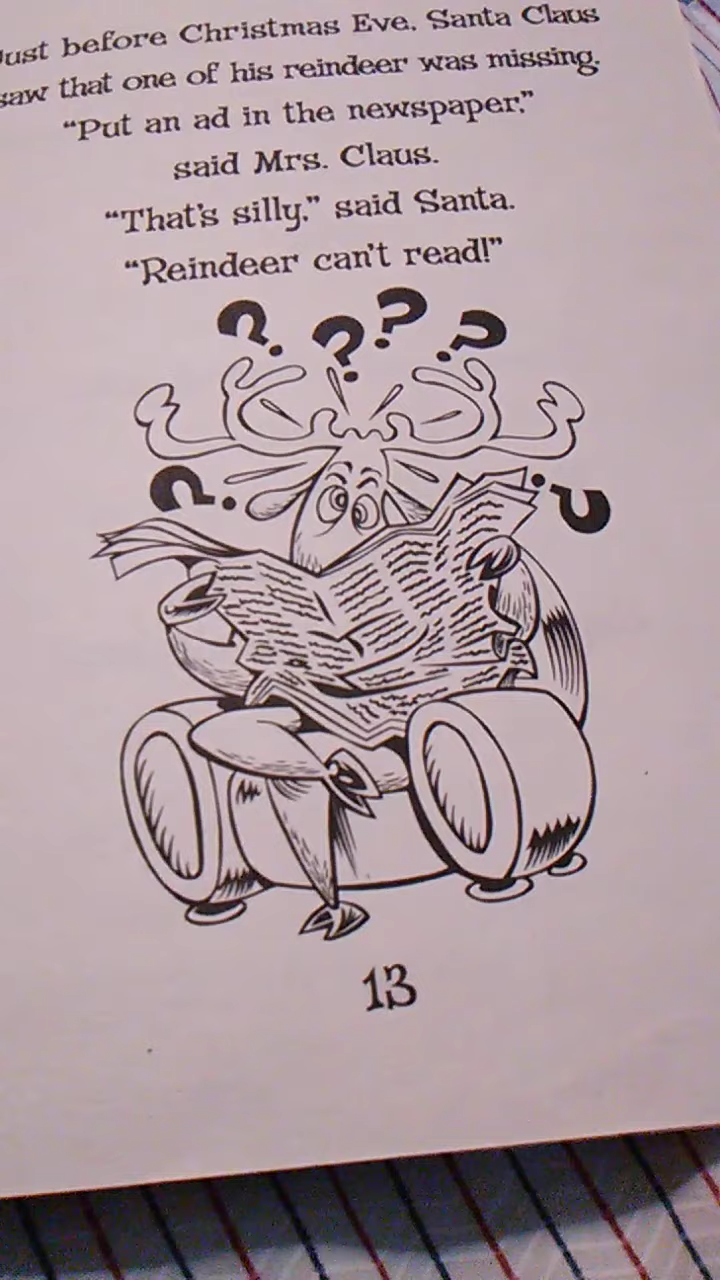 Just before Christmas Eve, Santa Claus
saw that one of his reindeer was missing.
“Put an ad in the newspaper,”
said Mrs. Claus.
“That’s silly,” said Santa.
“Reindeer can’t read!”
? ? ? ?
? ?
13